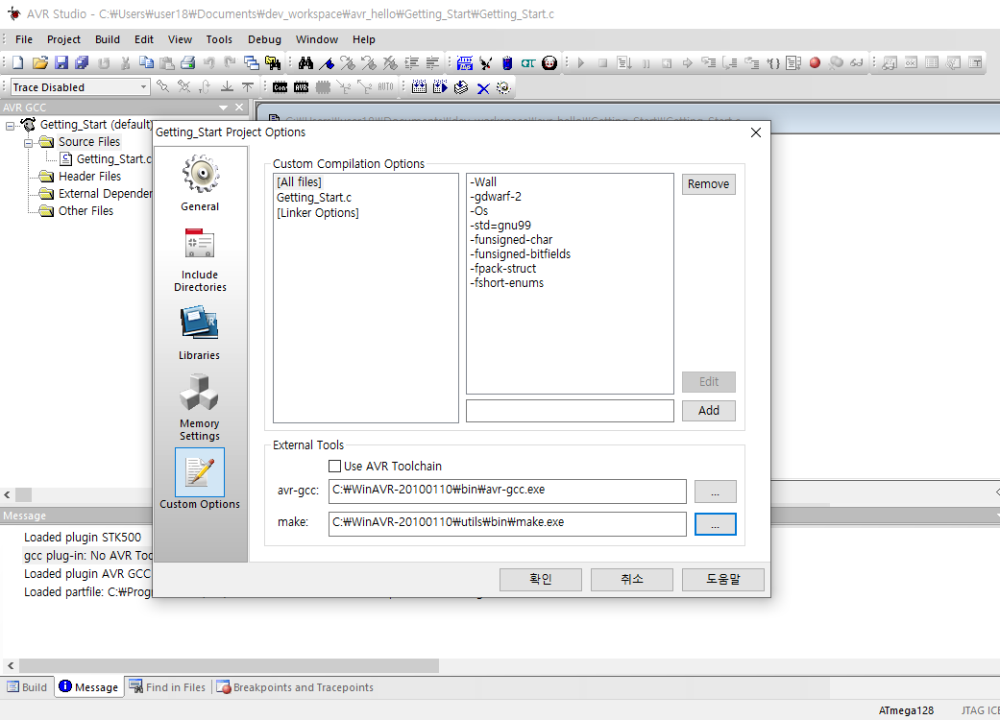 AVR Studio - C:₩Users₩user18₩Documents₩dev_workspace₩avr_hello₩Getting_Start₩Getting_Start.c
File Project Build Edit View Tools Debug Window Help
Trace Disabled
Con AVR AUTO
AVR GCC
Getting_Start (default)
Source Files
Getting_Start.c
Header Files
External Depender
Other Files
Getting_Start Project Options
General
Include
Directories
Libraries
Memory
Settings
Custom Options
Custom Compilation Options
[All files]
Getting_Start.c
[Linker Options]
-Wall
-gdwarf-2
-Os
-std=gnu99
-funsigned-char
-funsigned-bitfields
-fpack-struct
-fshort-enums
Remove
Edit
Add
External Tools
Use AVR Toolchain
avr-gcc: C:₩WinAVR-20100110₩bin₩avr-gcc.exe ...
make: C:₩WinAVR-20100110₩utils₩bin₩make.exe ...
확인 취소 도움말
Message
Loaded plugin STK500
gcc plug-in: No AVR Too
Loaded plugin AVR GCC
Loaded partfile: C:₩Prog
Build Message Find in Files Breakpoints and Tracepoints
ATmega128 JTAG ICE